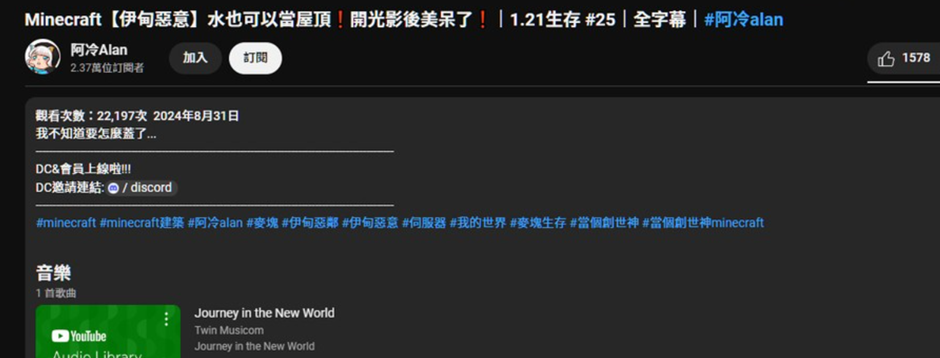 Minecraft【伊甸惡意】水也可以當屋頂❗開光影後美呆了❗｜1.21生存 #25｜全字幕｜#阿冷alan
阿冷Alan
2.37萬位訂閱者
加入
訂閱
1578
觀看次數：22,197次 2024年8月31日
我不知道要怎麼蓋了...
DC&會員上線啦!!!
DC邀請連結: / discord
#minecraft #minecraft建築 #阿冷alan #麥塊 #伊甸惡鄰 #伊甸惡意 #伺服器 #我的世界 #麥塊生存 #當個創世神 #當個創世神minecraft
音樂
1 首歌曲
YouTube
Audio Library
Journey in the New World
Twin Musicom
Journey in the New World